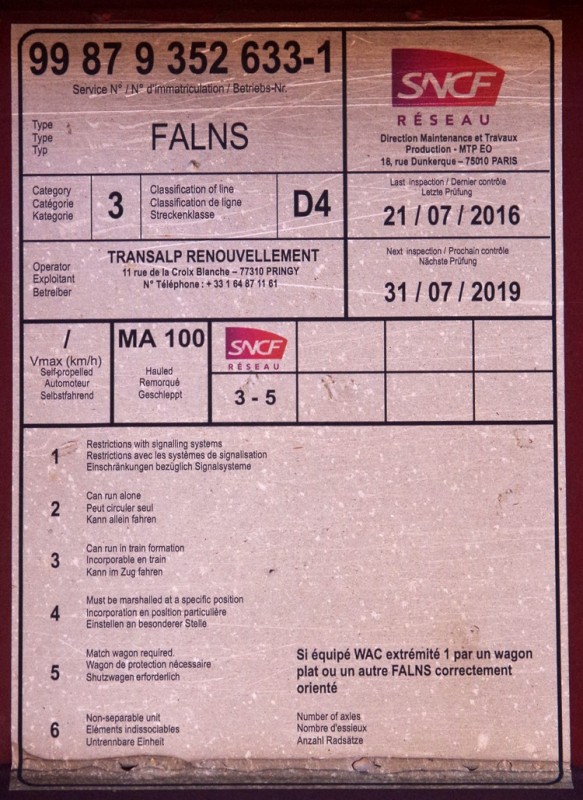 99 87 9 352 633-1
Service N° / N° d'immatriculation / Betriebs-Nr.
Type
Type
Typ
FALNS
SNCF
RÉSEAU
Direction Maintenance et Travaux
Production - MTP EO
18, rue Dunkerque – 75010 PARIS
Category
Catégorie
Kategorie
3
Classification of line
Classification de ligne
Streckenklasse
D4
Last inspection / Dernier contrôle
Letzte Prüfung
21 / 07 / 2016
Operator
Exploitant
Betreiber
TRANSALP RENOUVELLEMENT
11 rue de la Croix Blanche – 77310 PRINGY
N° Téléphone : + 33 1 64 87 11 61
Next inspection / Prochain contrôle
Nächste Prüfung
31 / 07 / 2019
/
Vmax (km/h)
Self-propelled
Automoteur
Selbstfahrend
MA 100
Hauled
Remorqué
Geschleppt
SNCF
RÉSEAU
3 - 5
1
Restrictions with signalling systems
Restrictions avec les systèmes de signalisation
Einschränkungen bezüglich Signalsysteme
2
Can run alone
Peut circuler seul
Kann allein fahren
3
Can run in train formation
Incorporable en train
Kann im Zug fahren
4
Must be marshalled at a specific position
Incorporation en position particulière
Einstellen an besonderer Stelle
5
Match wagon required.
Wagon de protection nécessaire
Shutzwagen erforderlich
Si équipé WAC extrémité 1 par un wagon
plat ou un autre FALNS correctement
orienté
6
Non-separable unit
Eléments indissociables
Untrennbare Einheit
Number of axles
Nombre d'essieux
Anzahl Radsätze